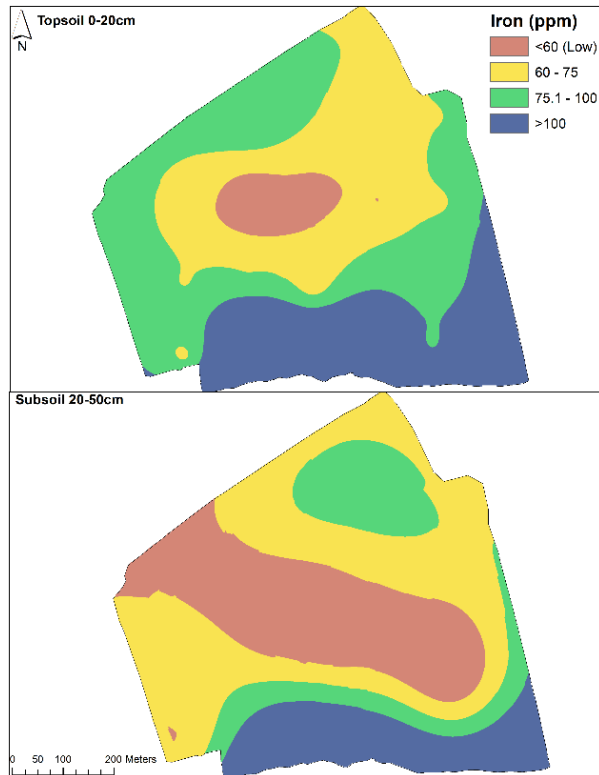 Topsoil 0-20cm
N
Iron (ppm)
<60 (Low)
60 - 75
75.1 - 100
>100
Subsoil 20-50cm
0 50 100 200 Meters